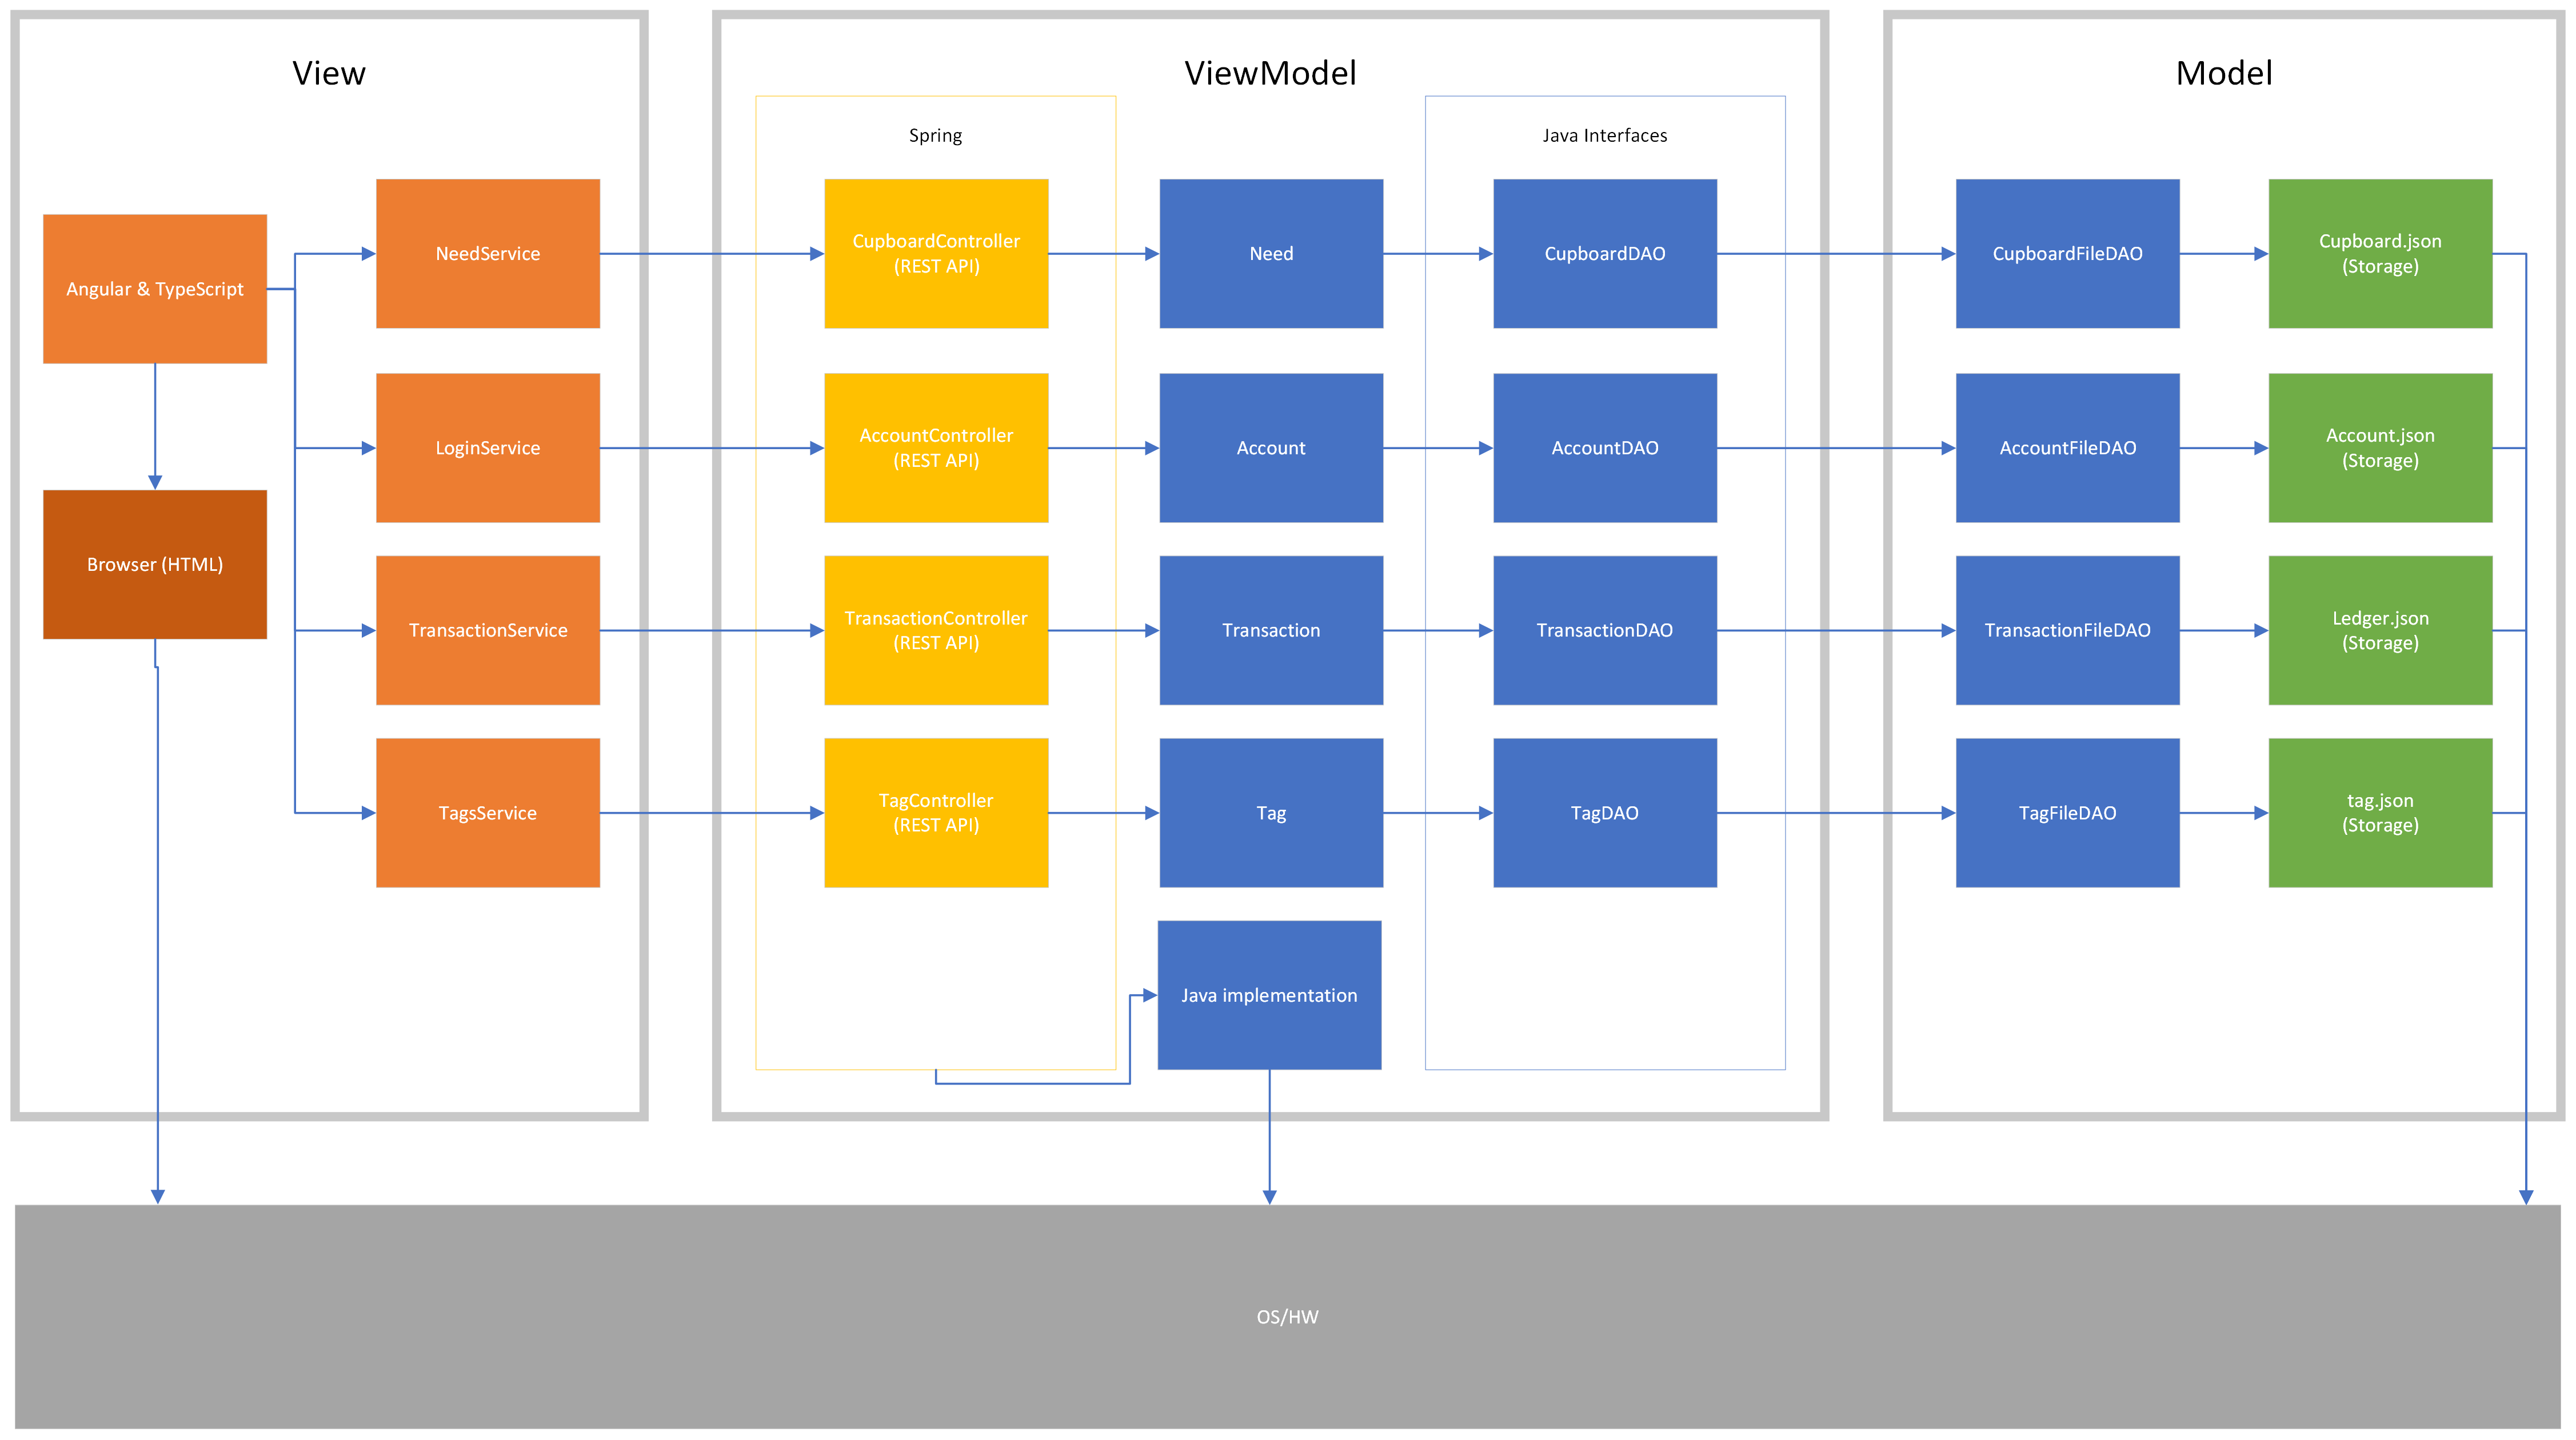 View
ViewModel
Model
Spring
Java Interfaces
Angular & TypeScript
NeedService
CupboardController
(REST API)
Need
CupboardDAO
CupboardFileDAO
Cupboard.json
(Storage)
LoginService
AccountController
(REST API)
Account
AccountDAO
AccountFileDAO
Account.json
(Storage)
Browser (HTML)
TransactionService
TransactionController
(REST API)
Transaction
TransactionDAO
TransactionFileDAO
Ledger.json
(Storage)
TagsService
TagController
(REST API)
Tag
TagDAO
TagFileDAO
tag.json
(Storage)
Java implementation
OS/HW